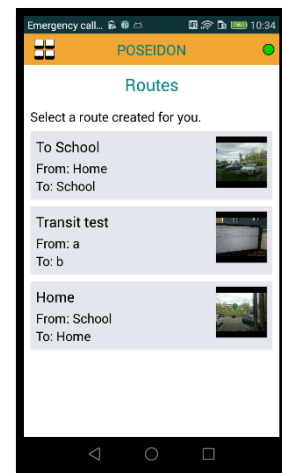 Emergency call... 10:34
POSEIDON
Routes
Select a route created for you.
To School
From: Home
To: School
Transit test
From: a
To: b
Home
From: School
To: Home